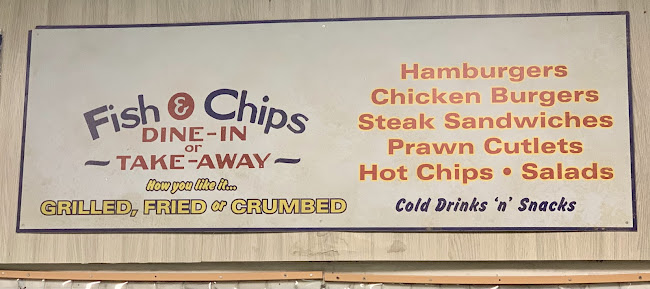 Fish & Chips
DINE-IN
or
~ TAKE-AWAY ~
How you like it...
GRILLED, FRIED or CRUMBED
Hamburgers
Chicken Burgers
Steak Sandwiches
Prawn Cutlets
Hot Chips • Salads
Cold Drinks 'n' Snacks